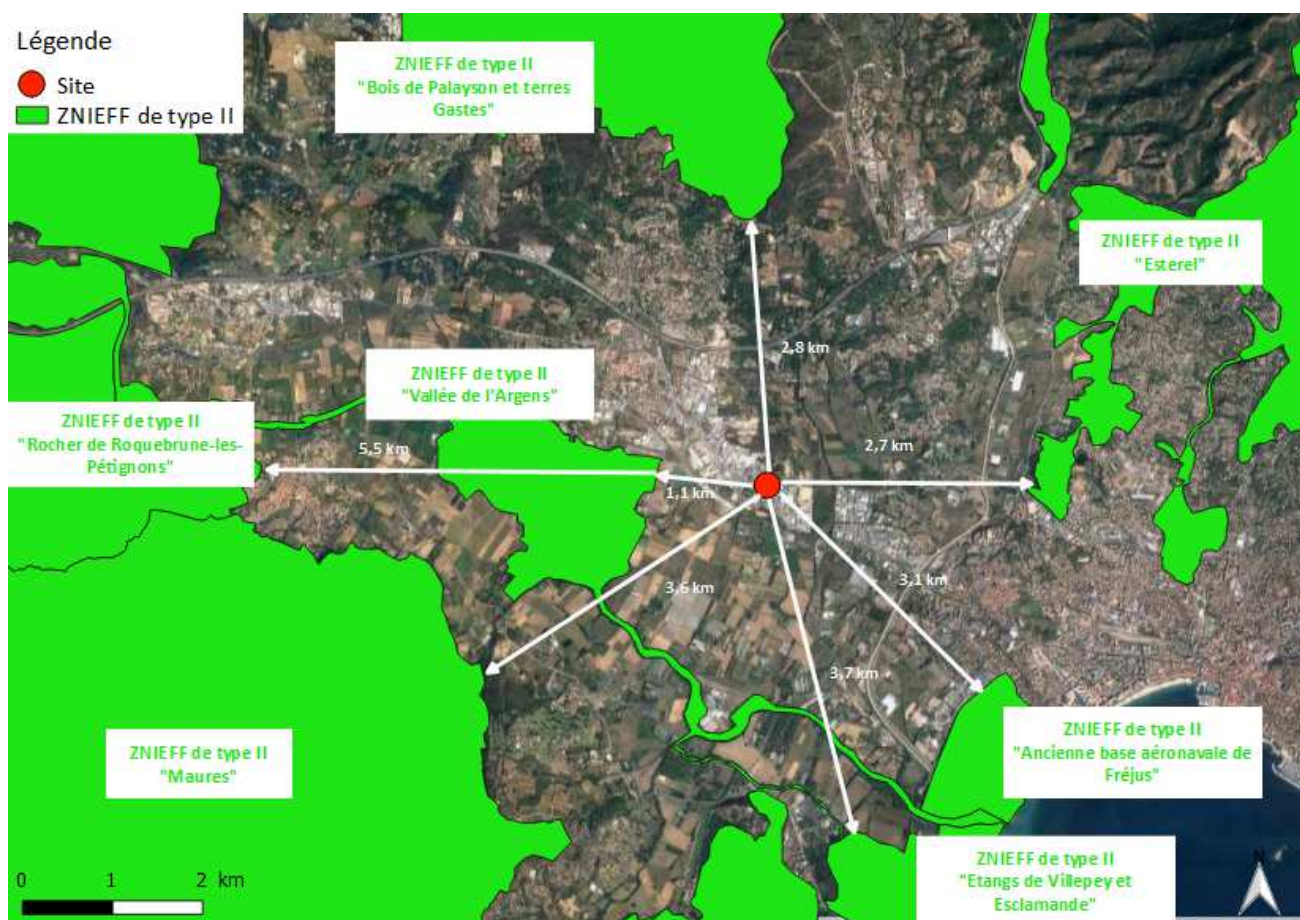 Légende
Site
ZNIEFF de type II
ZNIEFF de type II
"Bois de Palayson et terres
Gastes"
ZNIEFF de type II
"Esterel"
2,8 km
ZNIEFF de type II
"Vallée de l'Argens"
ZNIEFF de type II
"Rocher de Roquebrune-les-
Pétignons"
5,5 km
2,7 km
1,1 km
3,1 km
3,6 km
3,7 km
ZNIEFF de type II
"Maures"
ZNIEFF de type II
"Ancienne base aéronavale de
Fréjus"
ZNIEFF de type II
"Etangs de Villepey et
Esclamande"
N
0 1 2 km